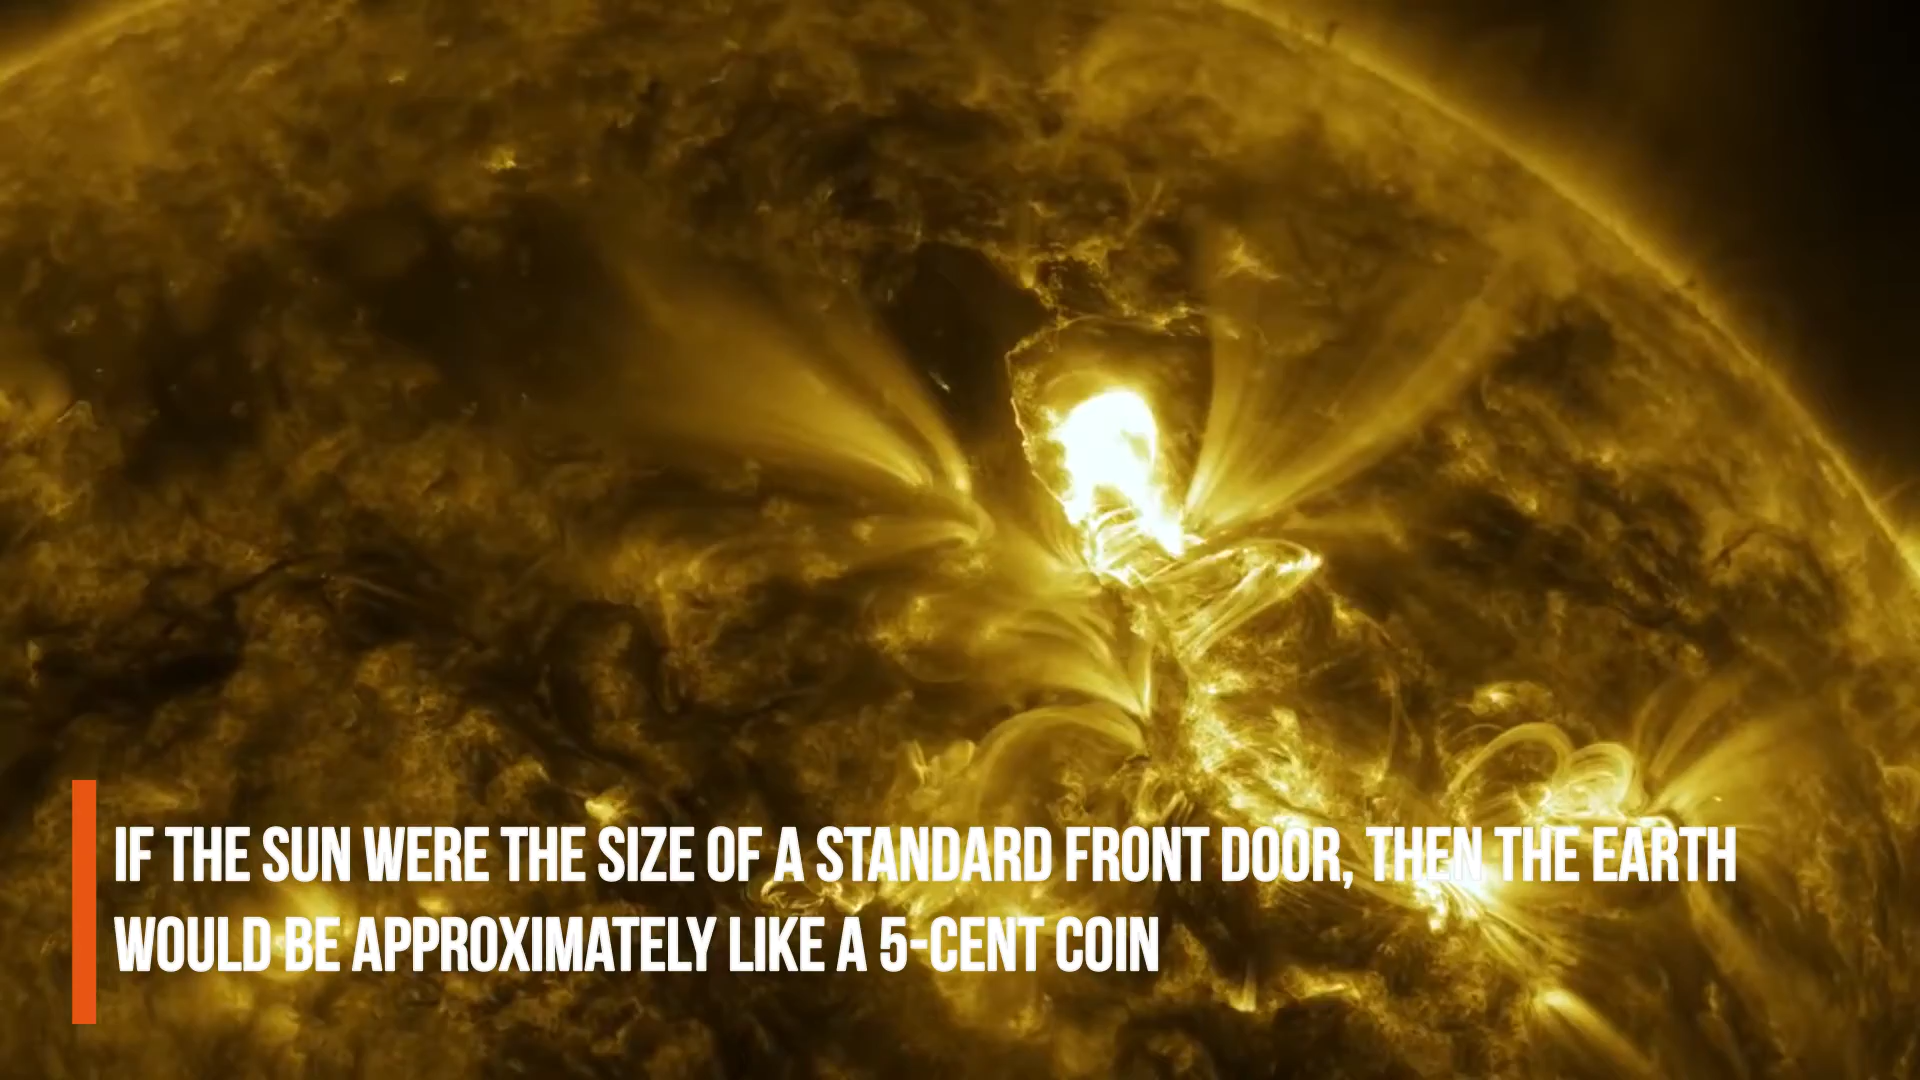 IF THE SUN WERE THE SIZE OF A STANDARD FRONT DOOR, THEN THE EARTH
WOULD BE APPROXIMATELY LIKE A 5-CENT COIN